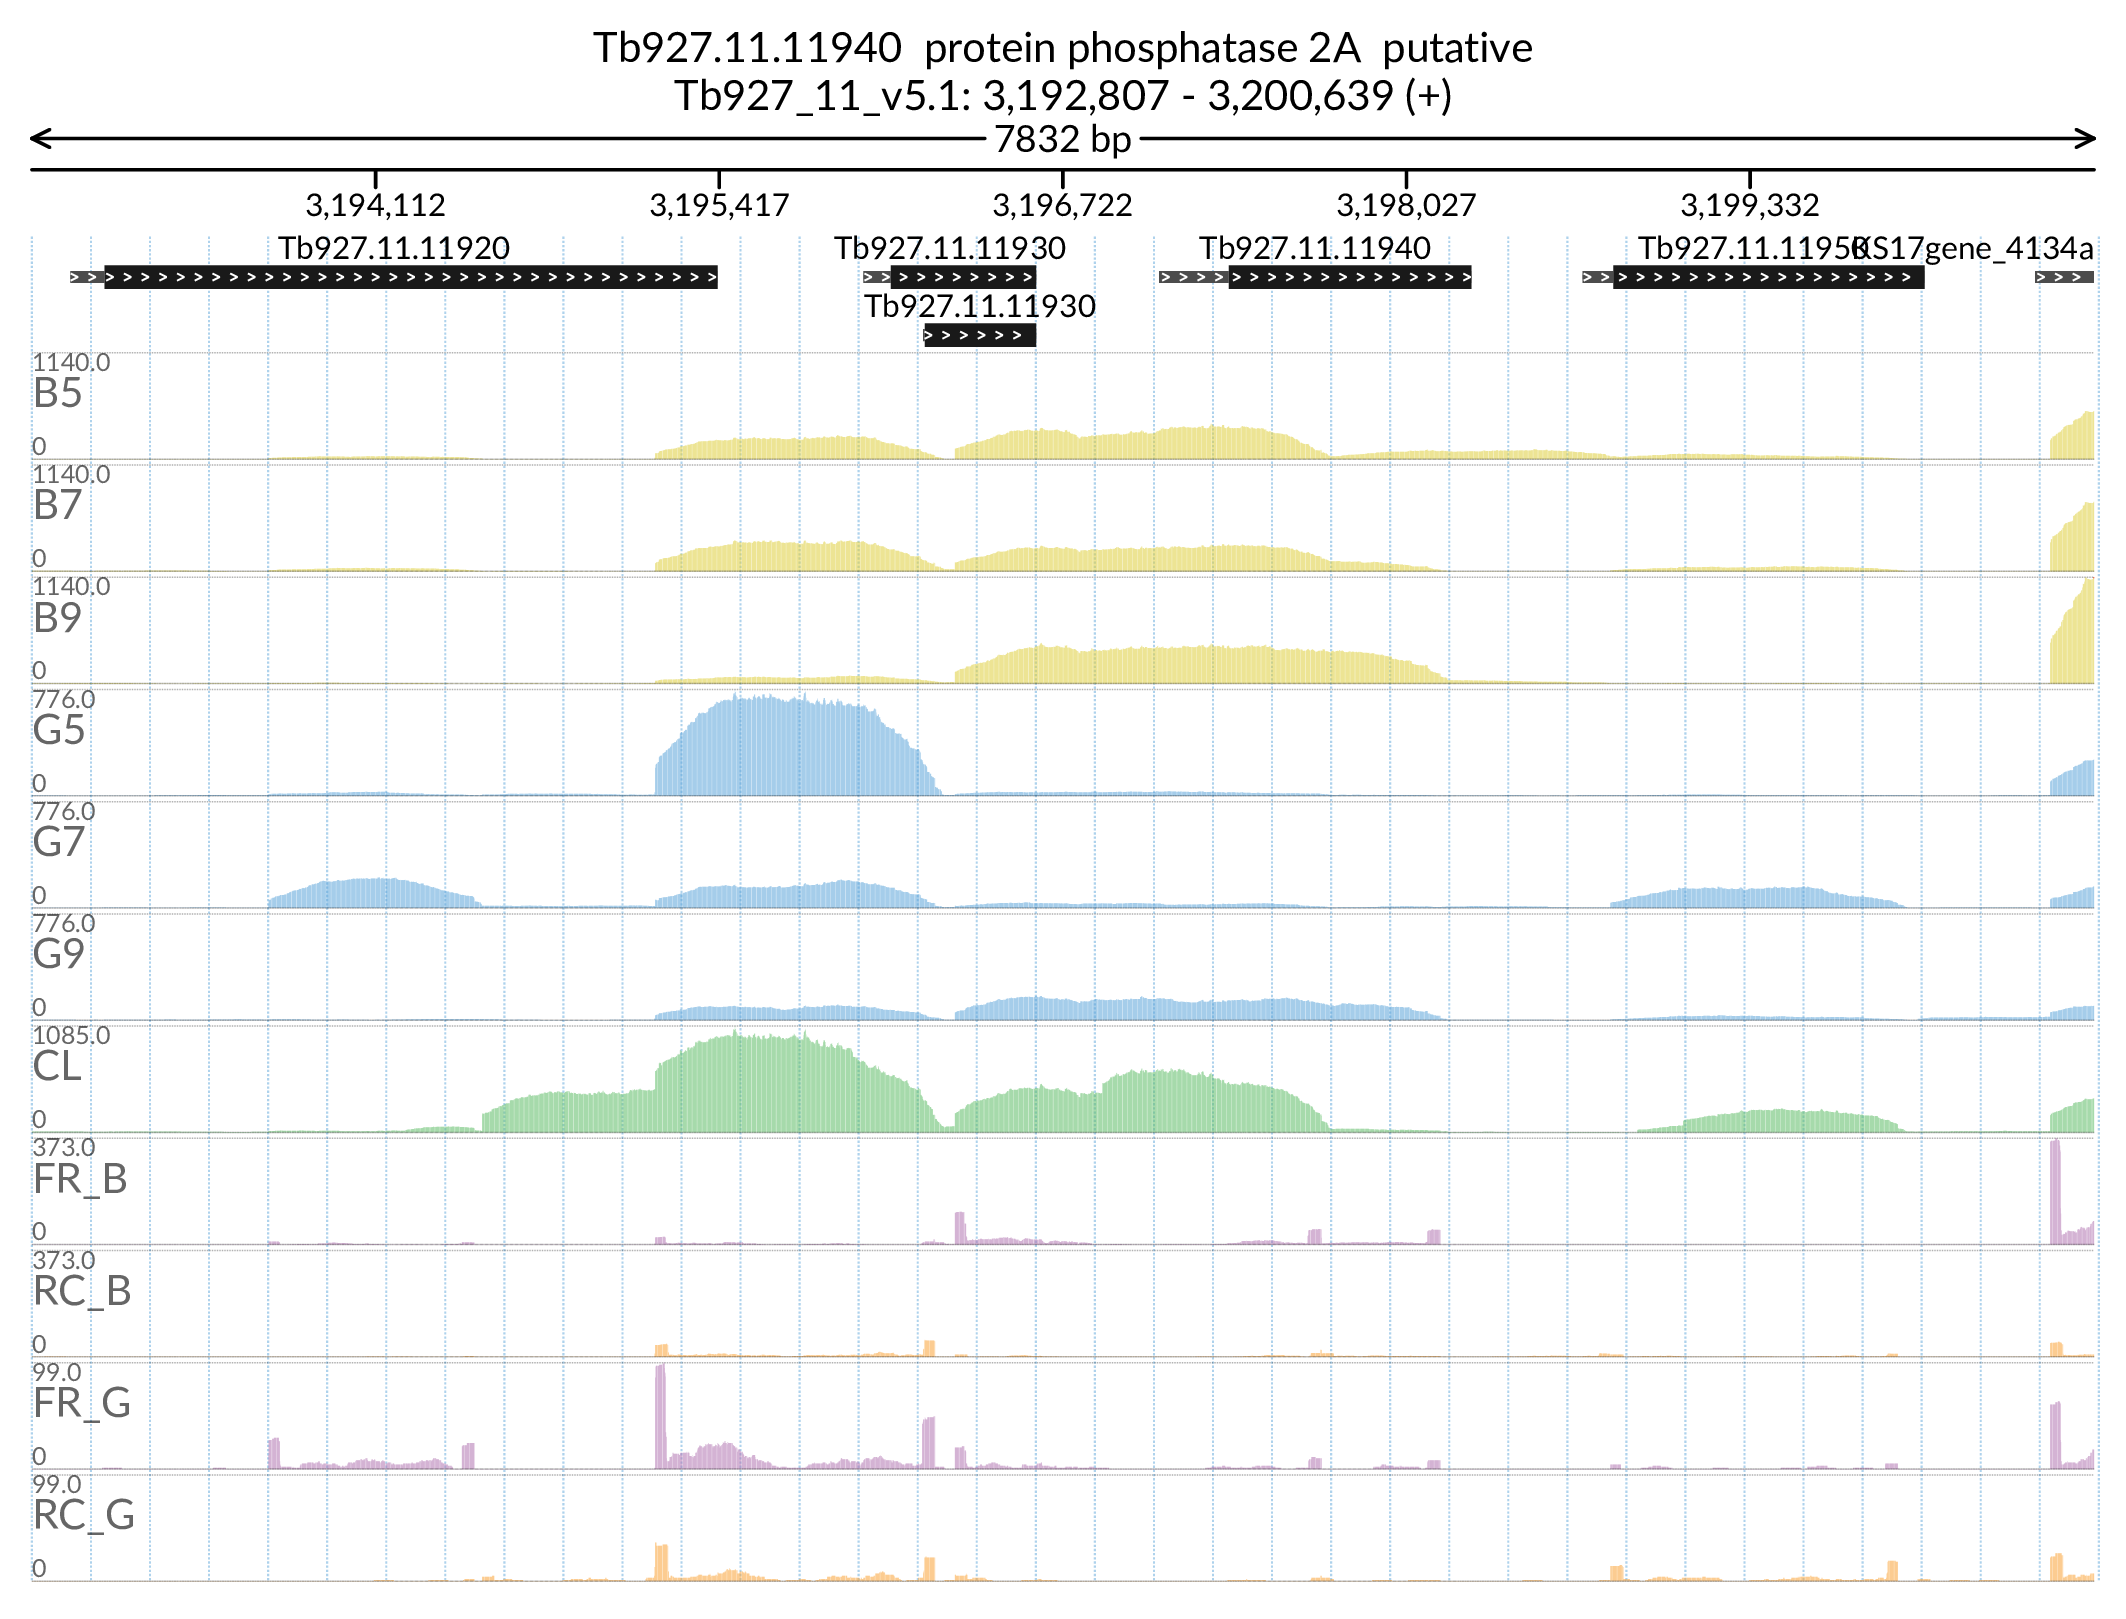 Tb927.11.11940 protein phosphatase 2A putative
Tb927_11_v5.1: 3,192,807 - 3,200,639 (+)
7832 bp
3,194,112 3,195,417 3,196,722 3,198,027 3,199,332
Tb927.11.11920 Tb927.11.11930 Tb927.11.11940 Tb927.11.11950 KS17gene_4134a
Tb927.11.11930
1140.0
B5
0
1140.0
B7
0
1140.0
B9
0
776.0
G5
0
776.0
G7
0
776.0
G9
0
1085.0
CL
0
373.0
FR_B
0
373.0
RC_B
0
99.0
FR_G
0
99.0
RC_G
0